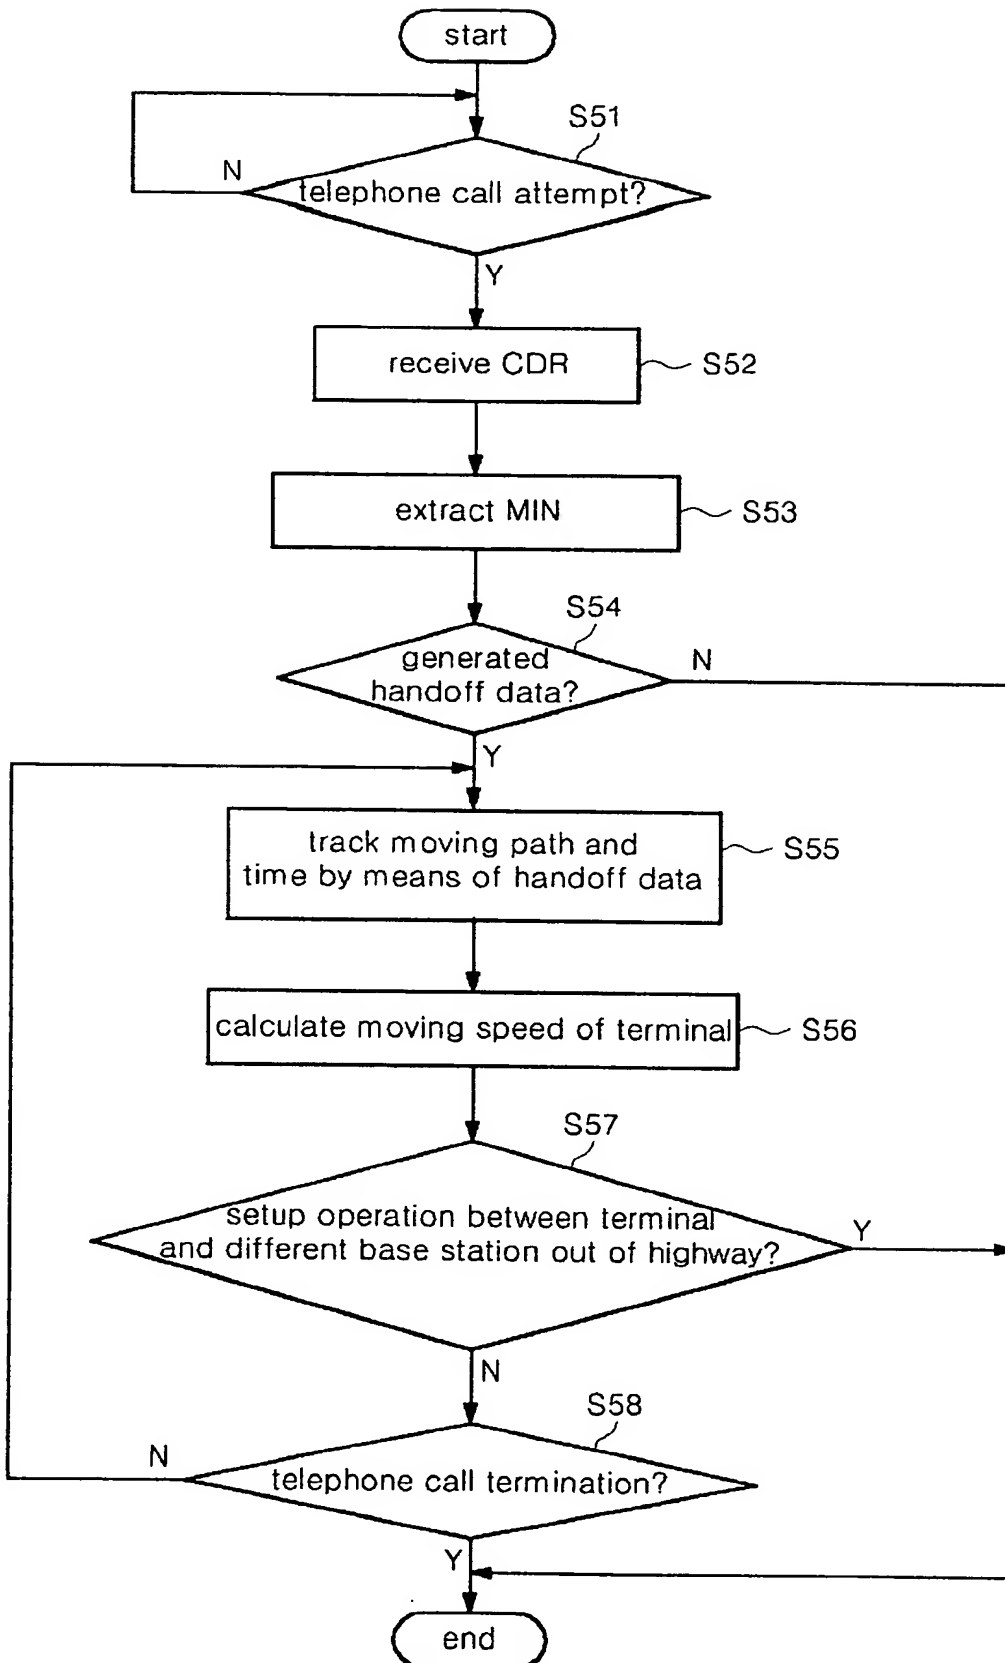 start
S51
N
telephone call attempt?
Y
receive CDR
S52
extract MIN
S53
S54
generated
handoff data?
N
Y
track moving path and
time by means of handoff data
S55
calculate moving speed of terminal
S56
S57
setup operation between terminal
and different base station out of highway?
Y
N
S58
N
telephone call termination?
Y
end